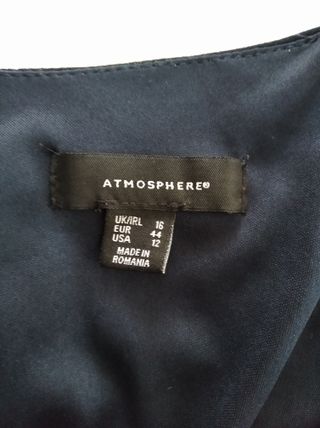 ATMOSPHERE®
UK/IRL 16
EUR 44
USA 12
MADE IN
ROMANIA